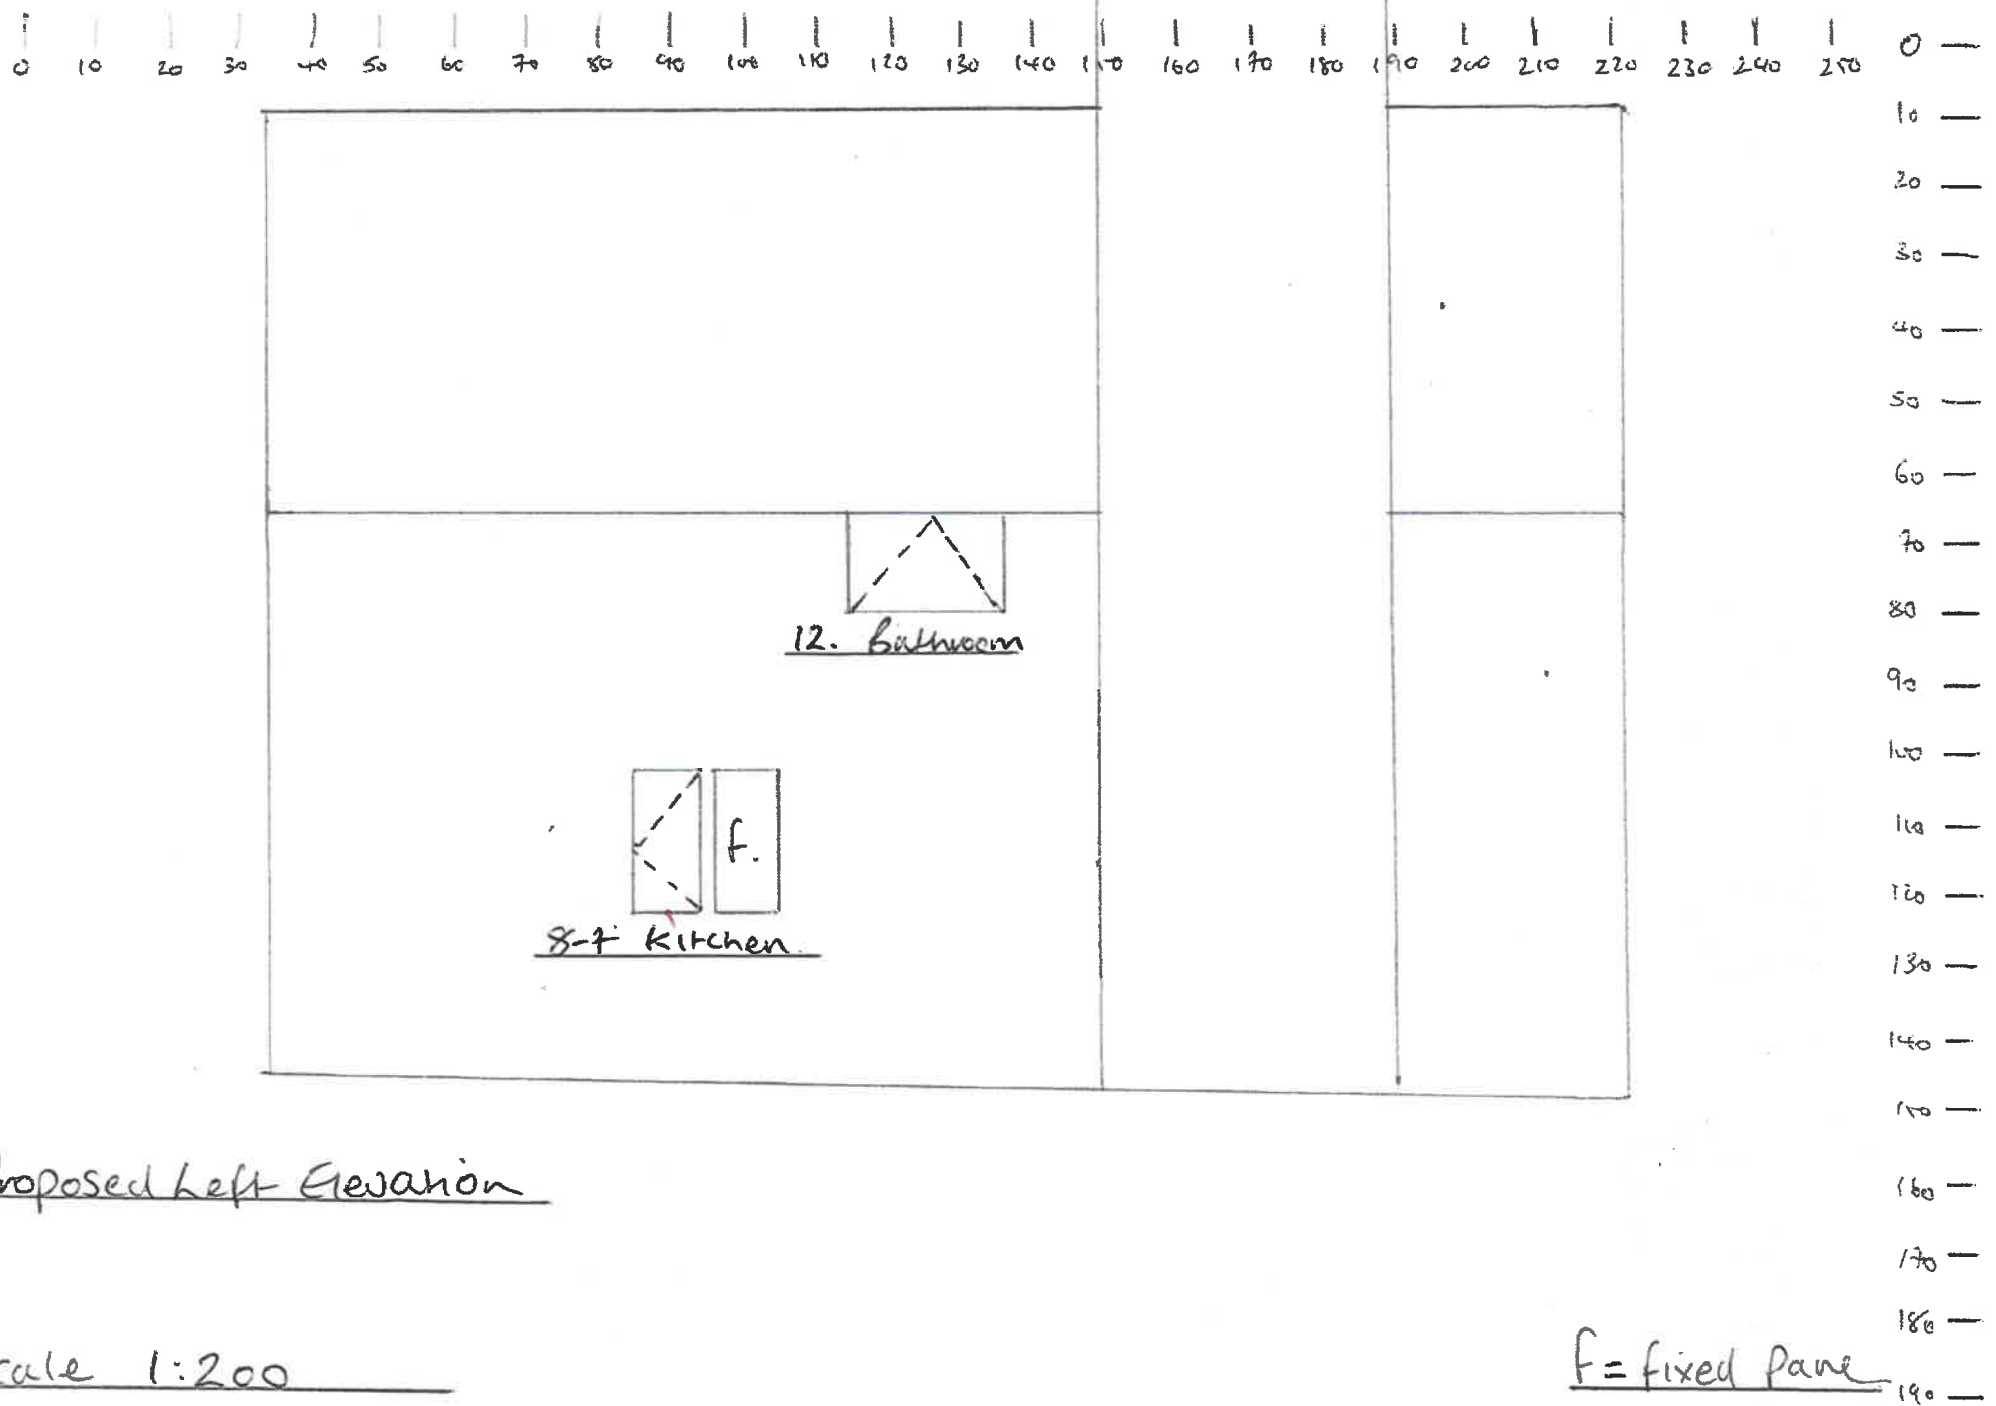 0 10 20 30 40 50 60 70 80 90 100 110 120 130 140 150 160 170 180 190 200 210 220 230 240 250
0
10
20
30
40
50
60
70
80
12. Bathroom
90
100
110
f.
120
8-7 Kitchen
130
140
150
roposed Left Elevation
160
170
180
cale 1:200
f = fixed pane
190